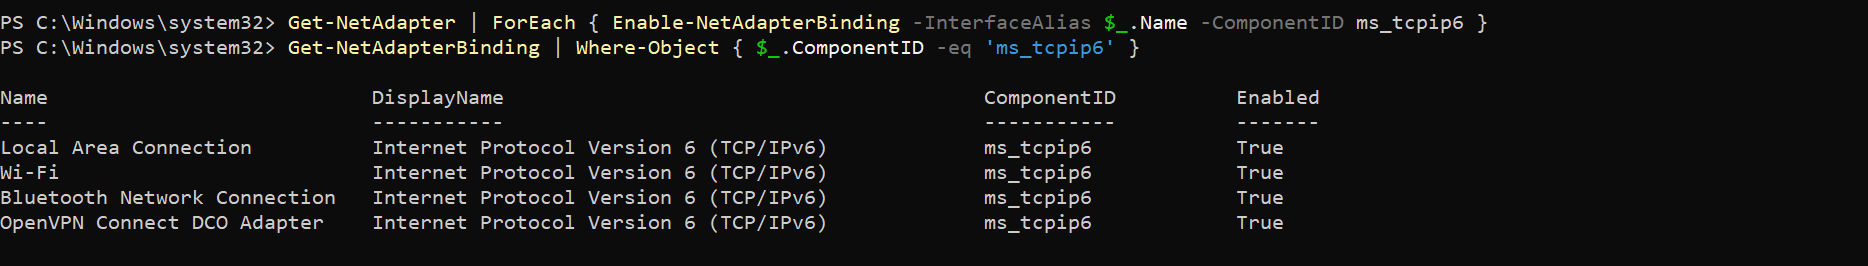 PS C:\Windows\system32> Get-NetAdapter | ForEach { Enable-NetAdapterBinding -InterfaceAlias $_.Name -ComponentID ms_tcpip6 }
PS C:\Windows\system32> Get-NetAdapterBinding | Where-Object { $_.ComponentID -eq 'ms_tcpip6' }
Name DisplayName ComponentID Enabled
---- ----------- ----------- -------
Local Area Connection Internet Protocol Version 6 (TCP/IPv6) ms_tcpip6 True
Wi-Fi Internet Protocol Version 6 (TCP/IPv6) ms_tcpip6 True
Bluetooth Network Connection Internet Protocol Version 6 (TCP/IPv6) ms_tcpip6 True
OpenVPN Connect DCO Adapter Internet Protocol Version 6 (TCP/IPv6) ms_tcpip6 True